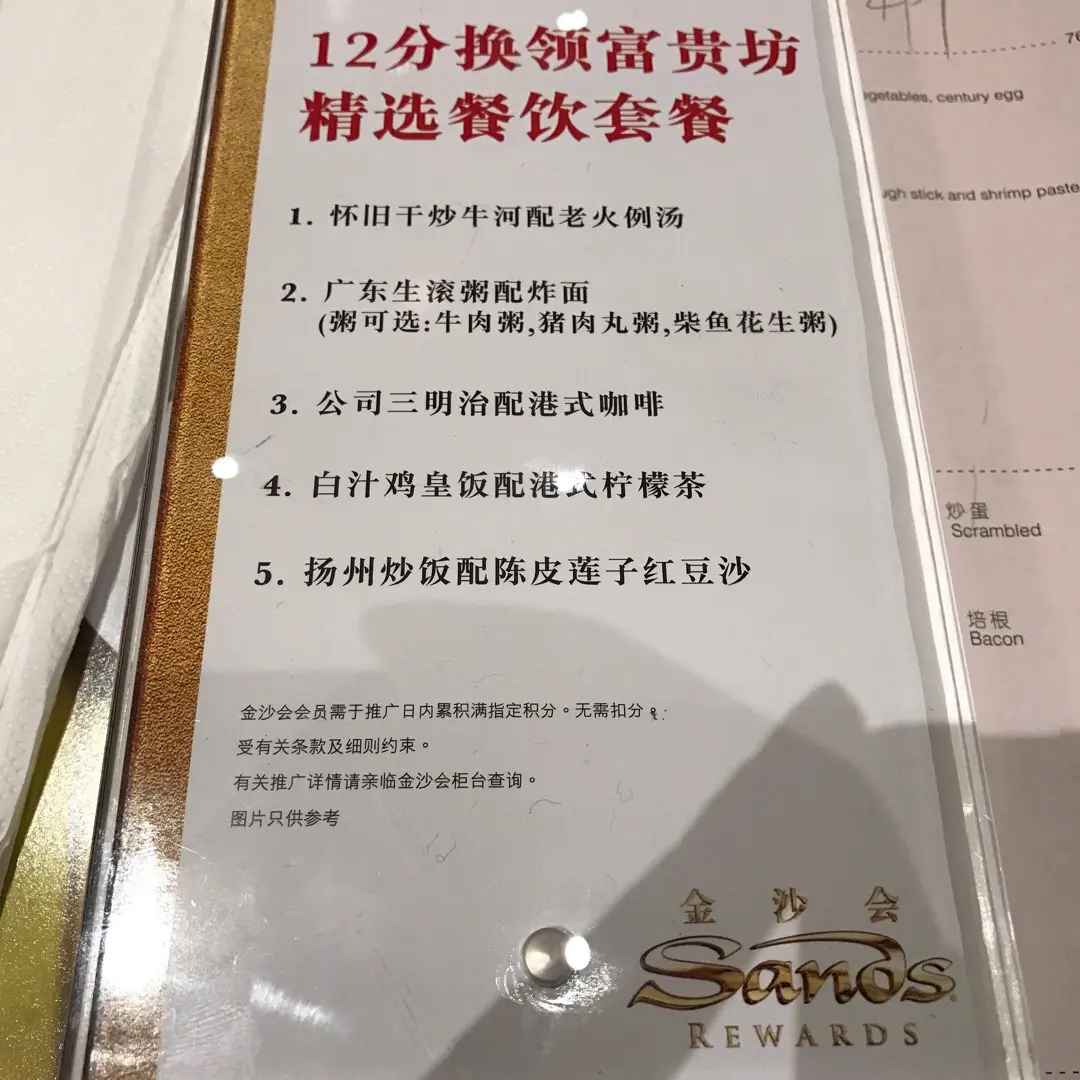 12分换领富贵坊
精选餐饮套餐
1. 怀旧干炒牛河配老火例汤
2. 广东生滚粥配炸面
(粥可选:牛肉粥,猪肉丸粥,柴鱼花生粥)
3. 公司三明治配港式咖啡
4. 白汁鸡皇饭配港式柠檬茶
5. 扬州炒饭配陈皮莲子红豆沙
金沙会会员需于推广日内累积满指定积分。无需扣分。
受有关条款及细则约束。
有关推广详情请亲临金沙会柜台查询。
图片只供参考
金沙会
Sands
REWARDS
century egg
stick and shrimp paste
炒蛋
Scrambled
培根
Bacon